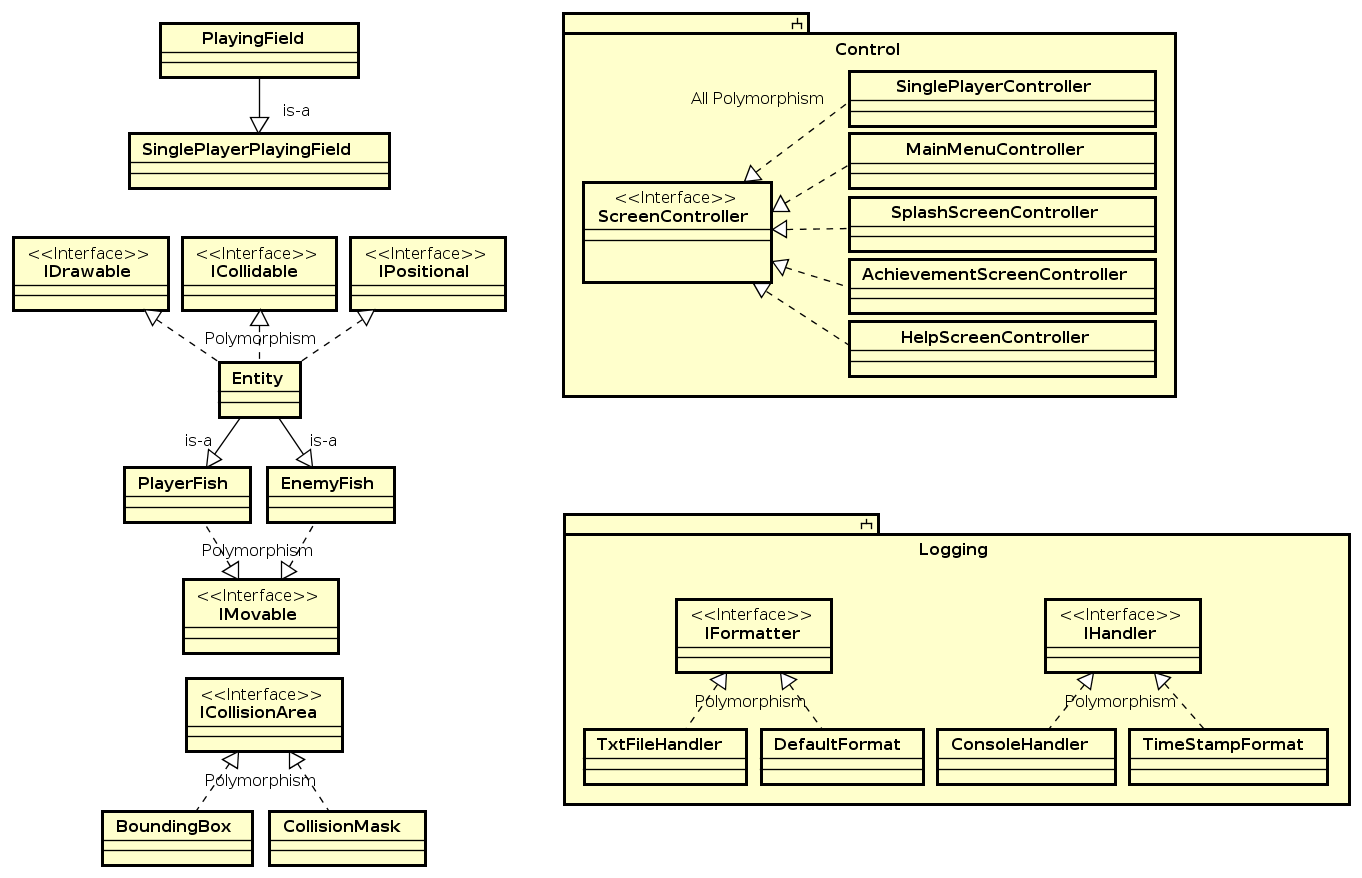 PlayingField
is-a
SinglePlayerPlayingField
<<Interface>>
IDrawable
<<Interface>>
ICollidable
<<Interface>>
IPositional
Polymorphism
Entity
is-a
is-a
PlayerFish
EnemyFish
Polymorphism
<<Interface>>
IMovable
<<Interface>>
ICollisionArea
Polymorphism
BoundingBox
CollisionMask
Control
All Polymorphism
SinglePlayerController
MainMenuController
<<Interface>>
ScreenController
SplashScreenController
AchievementScreenController
HelpScreenController
Logging
<<Interface>>
IFormatter
<<Interface>>
IHandler
Polymorphism
Polymorphism
TxtFileHandler
DefaultFormat
ConsoleHandler
TimeStampFormat